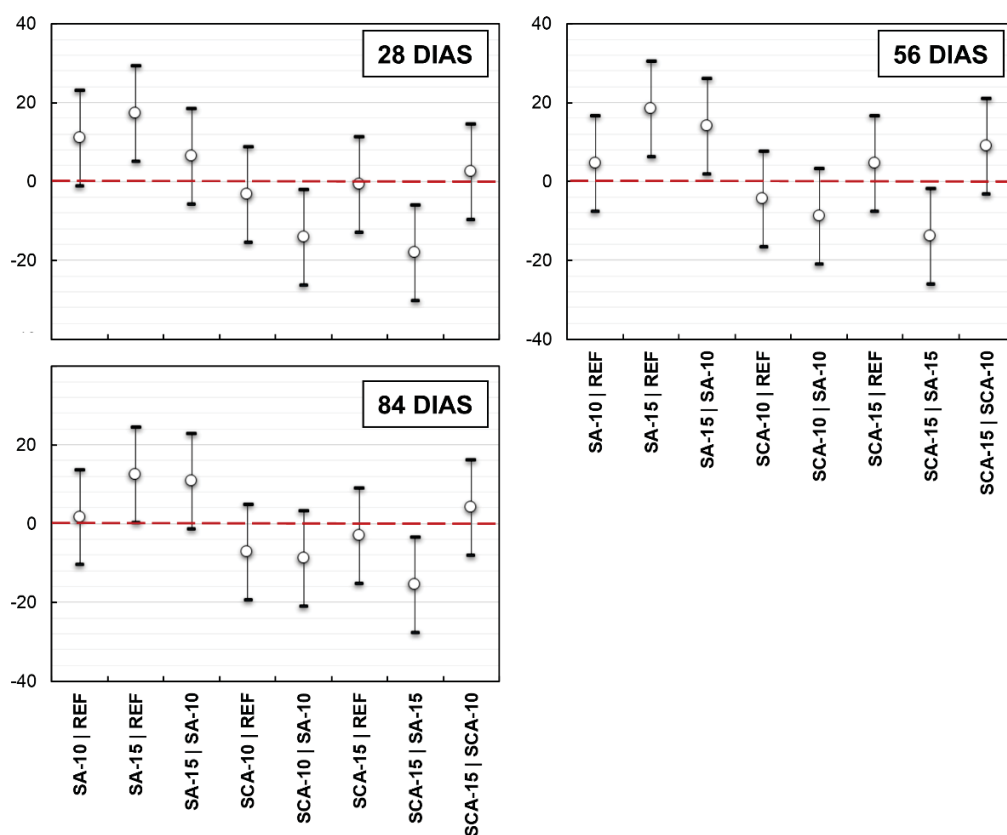 40
20
0
-20
28 DIAS
56 DIAS
40
20
0
-20
-40
84 DIAS
20
0
-20
-40
SA-10 | REF
SA-15 | REF
SA-15 | SA-10
SCA-10 | REF
SCA-10 | SA-10
SCA-15 | REF
SCA-15 | SA-15
SCA-15 | SCA-10
SA-10 | REF
SA-15 | REF
SA-15 | SA-10
SCA-10 | REF
SCA-10 | SA-10
SCA-15 | REF
SCA-15 | SA-15
SCA-15 | SCA-10